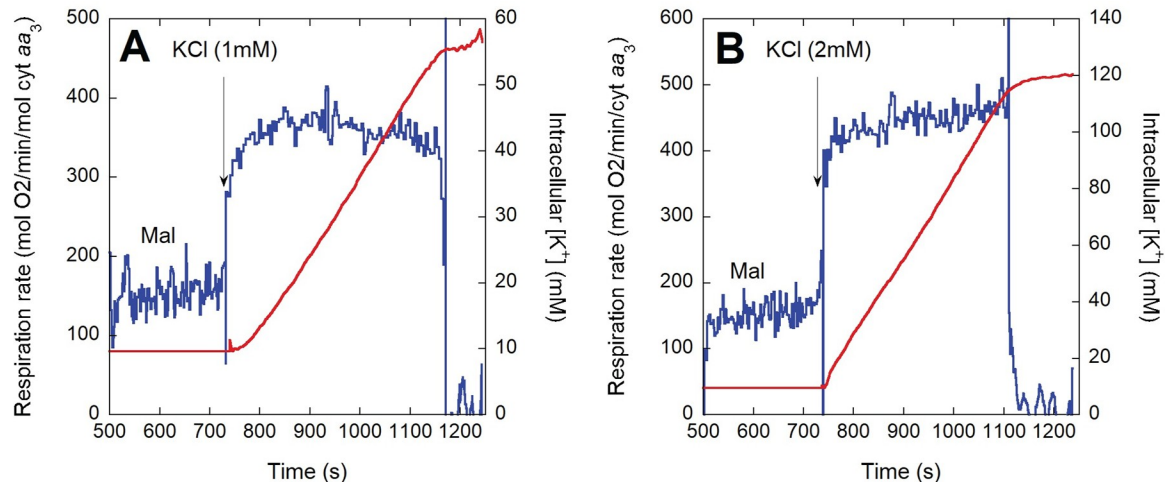 A
KCl (1mM)
Mal
Respiration rate (mol O2/min/mol cyt aa₃)
500
400
300
200
100
0
500 600 700 800 900 1000 1100 1200
Time (s)
60
50
40
30
20
10
0
Intracellular [K⁺] (mM)
B
KCl (2mM)
Mal
Respiration rate (mol O2/min/cyt aa₃)
600
500
400
300
200
100
0
500 600 700 800 900 1000 1100 1200
Time (s)
140
120
100
80
60
40
20
0
Intracellular [K⁺] (mM)